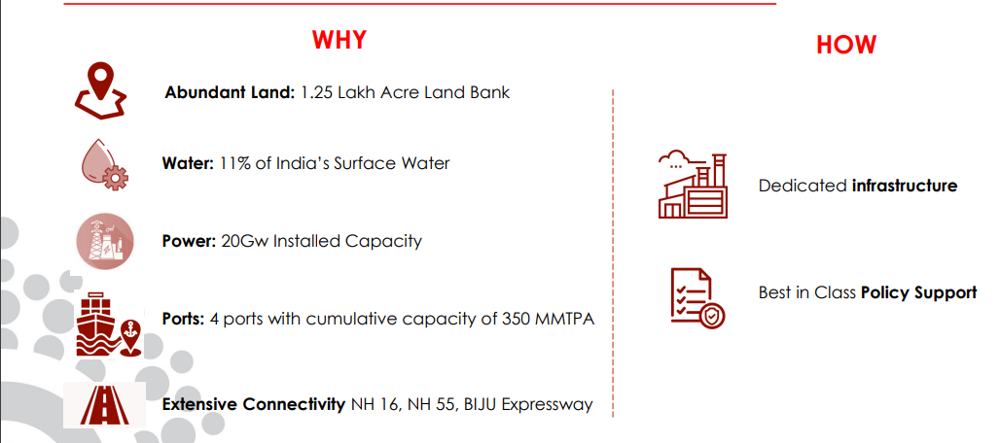 WHY
Abundant Land: 1.25 Lakh Acre Land Bank
Water: 11% of India's Surface Water
Power: 20Gw Installed Capacity
Ports: 4 ports with cumulative capacity of 350 MMTPA
Extensive Connectivity NH 16, NH 55, BIJU Expressway
HOW
Dedicated infrastructure
Best in Class Policy Support